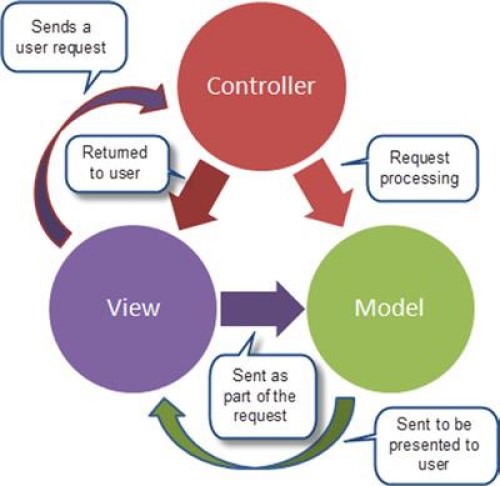 Sends a
user request
Controller
Returned
to user
Request
processing
View
Model
Sent as
part of the
request
Sent to be
presented to
user